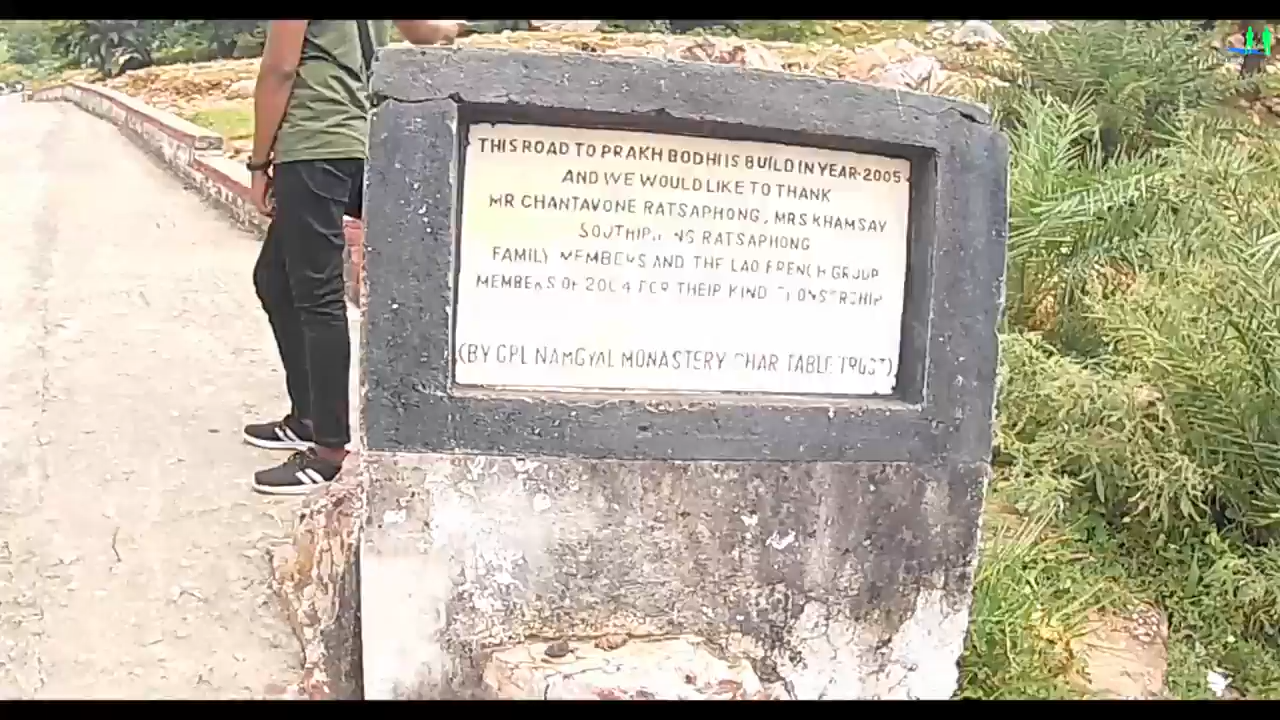 THIS ROAD TO PRAKH BODHI IS BUILD IN YEAR-2005
AND WE WOULD LIKE TO THANK
MR CHANTAVONE RATSAPHONG, MRS KHAMSAY
RATSAPHONG
FAMILY MEMBERS AND THE LAO FRENCH GROUP
MEMBERS OF 2004 FOR THEIR KIND
(BY GPL NAMGYAL MONASTERY CHARITABLE TRUST)